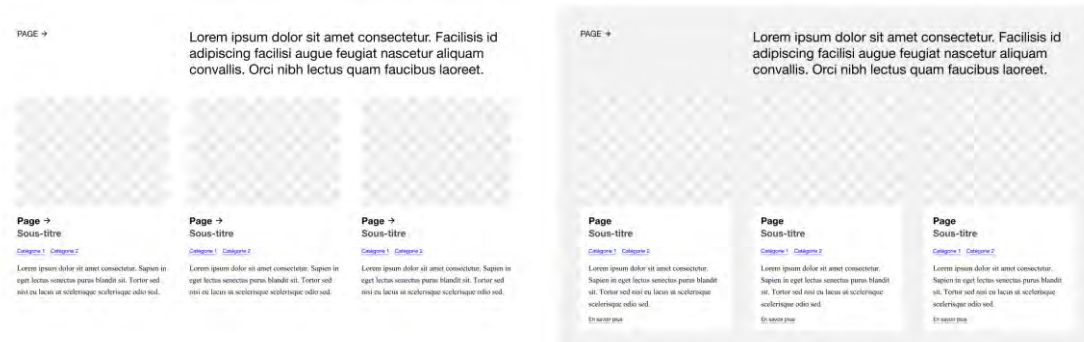 PAGE →
Lorem ipsum dolor sit amet consectetur. Facilisis id
adipiscing facilisi augue feugiat nascetur aliquam
convallis. Orci nibh lectus quam faucibus laoreet.
Page →
Sous-titre
Catégorie 1 Catégorie 2
Lorem ipsum dolor sit amet consectetur. Sapien in
eget lectus senectus purus blandit sit. Tortor sed
nisi eu lacus ut scelerisque scelerisque odio sed.
Page →
Sous-titre
Catégorie 1 Catégorie 2
Lorem ipsum dolor sit amet consectetur. Sapien in
eget lectus senectus purus blandit sit. Tortor sed
nisi eu lacus ut scelerisque scelerisque odio sed.
Page →
Sous-titre
Catégorie 1 Catégorie 2
Lorem ipsum dolor sit amet consectetur. Sapien in
eget lectus senectus purus blandit sit. Tortor sed
nisi eu lacus ut scelerisque scelerisque odio sed.
PAGE →
Lorem ipsum dolor sit amet consectetur. Facilisis id
adipiscing facilisi augue feugiat nascetur aliquam
convallis. Orci nibh lectus quam faucibus laoreet.
Page
Sous-titre
Catégorie 1 Catégorie 2
Lorem ipsum dolor sit amet consectetur.
Sapien in eget lectus senectus purus blandit
sit. Tortor sed nisi eu lacus ut scelerisque
scelerisque odio sed.
En savoir plus
Page
Sous-titre
Catégorie 1 Catégorie 2
Lorem ipsum dolor sit amet consectetur.
Sapien in eget lectus senectus purus blandit
sit. Tortor sed nisi eu lacus ut scelerisque
scelerisque odio sed.
En savoir plus
Page
Sous-titre
Catégorie 1 Catégorie 2
Lorem ipsum dolor sit amet consectetur.
Sapien in eget lectus senectus purus blandit
sit. Tortor sed nisi eu lacus ut scelerisque
scelerisque odio sed.
En savoir plus